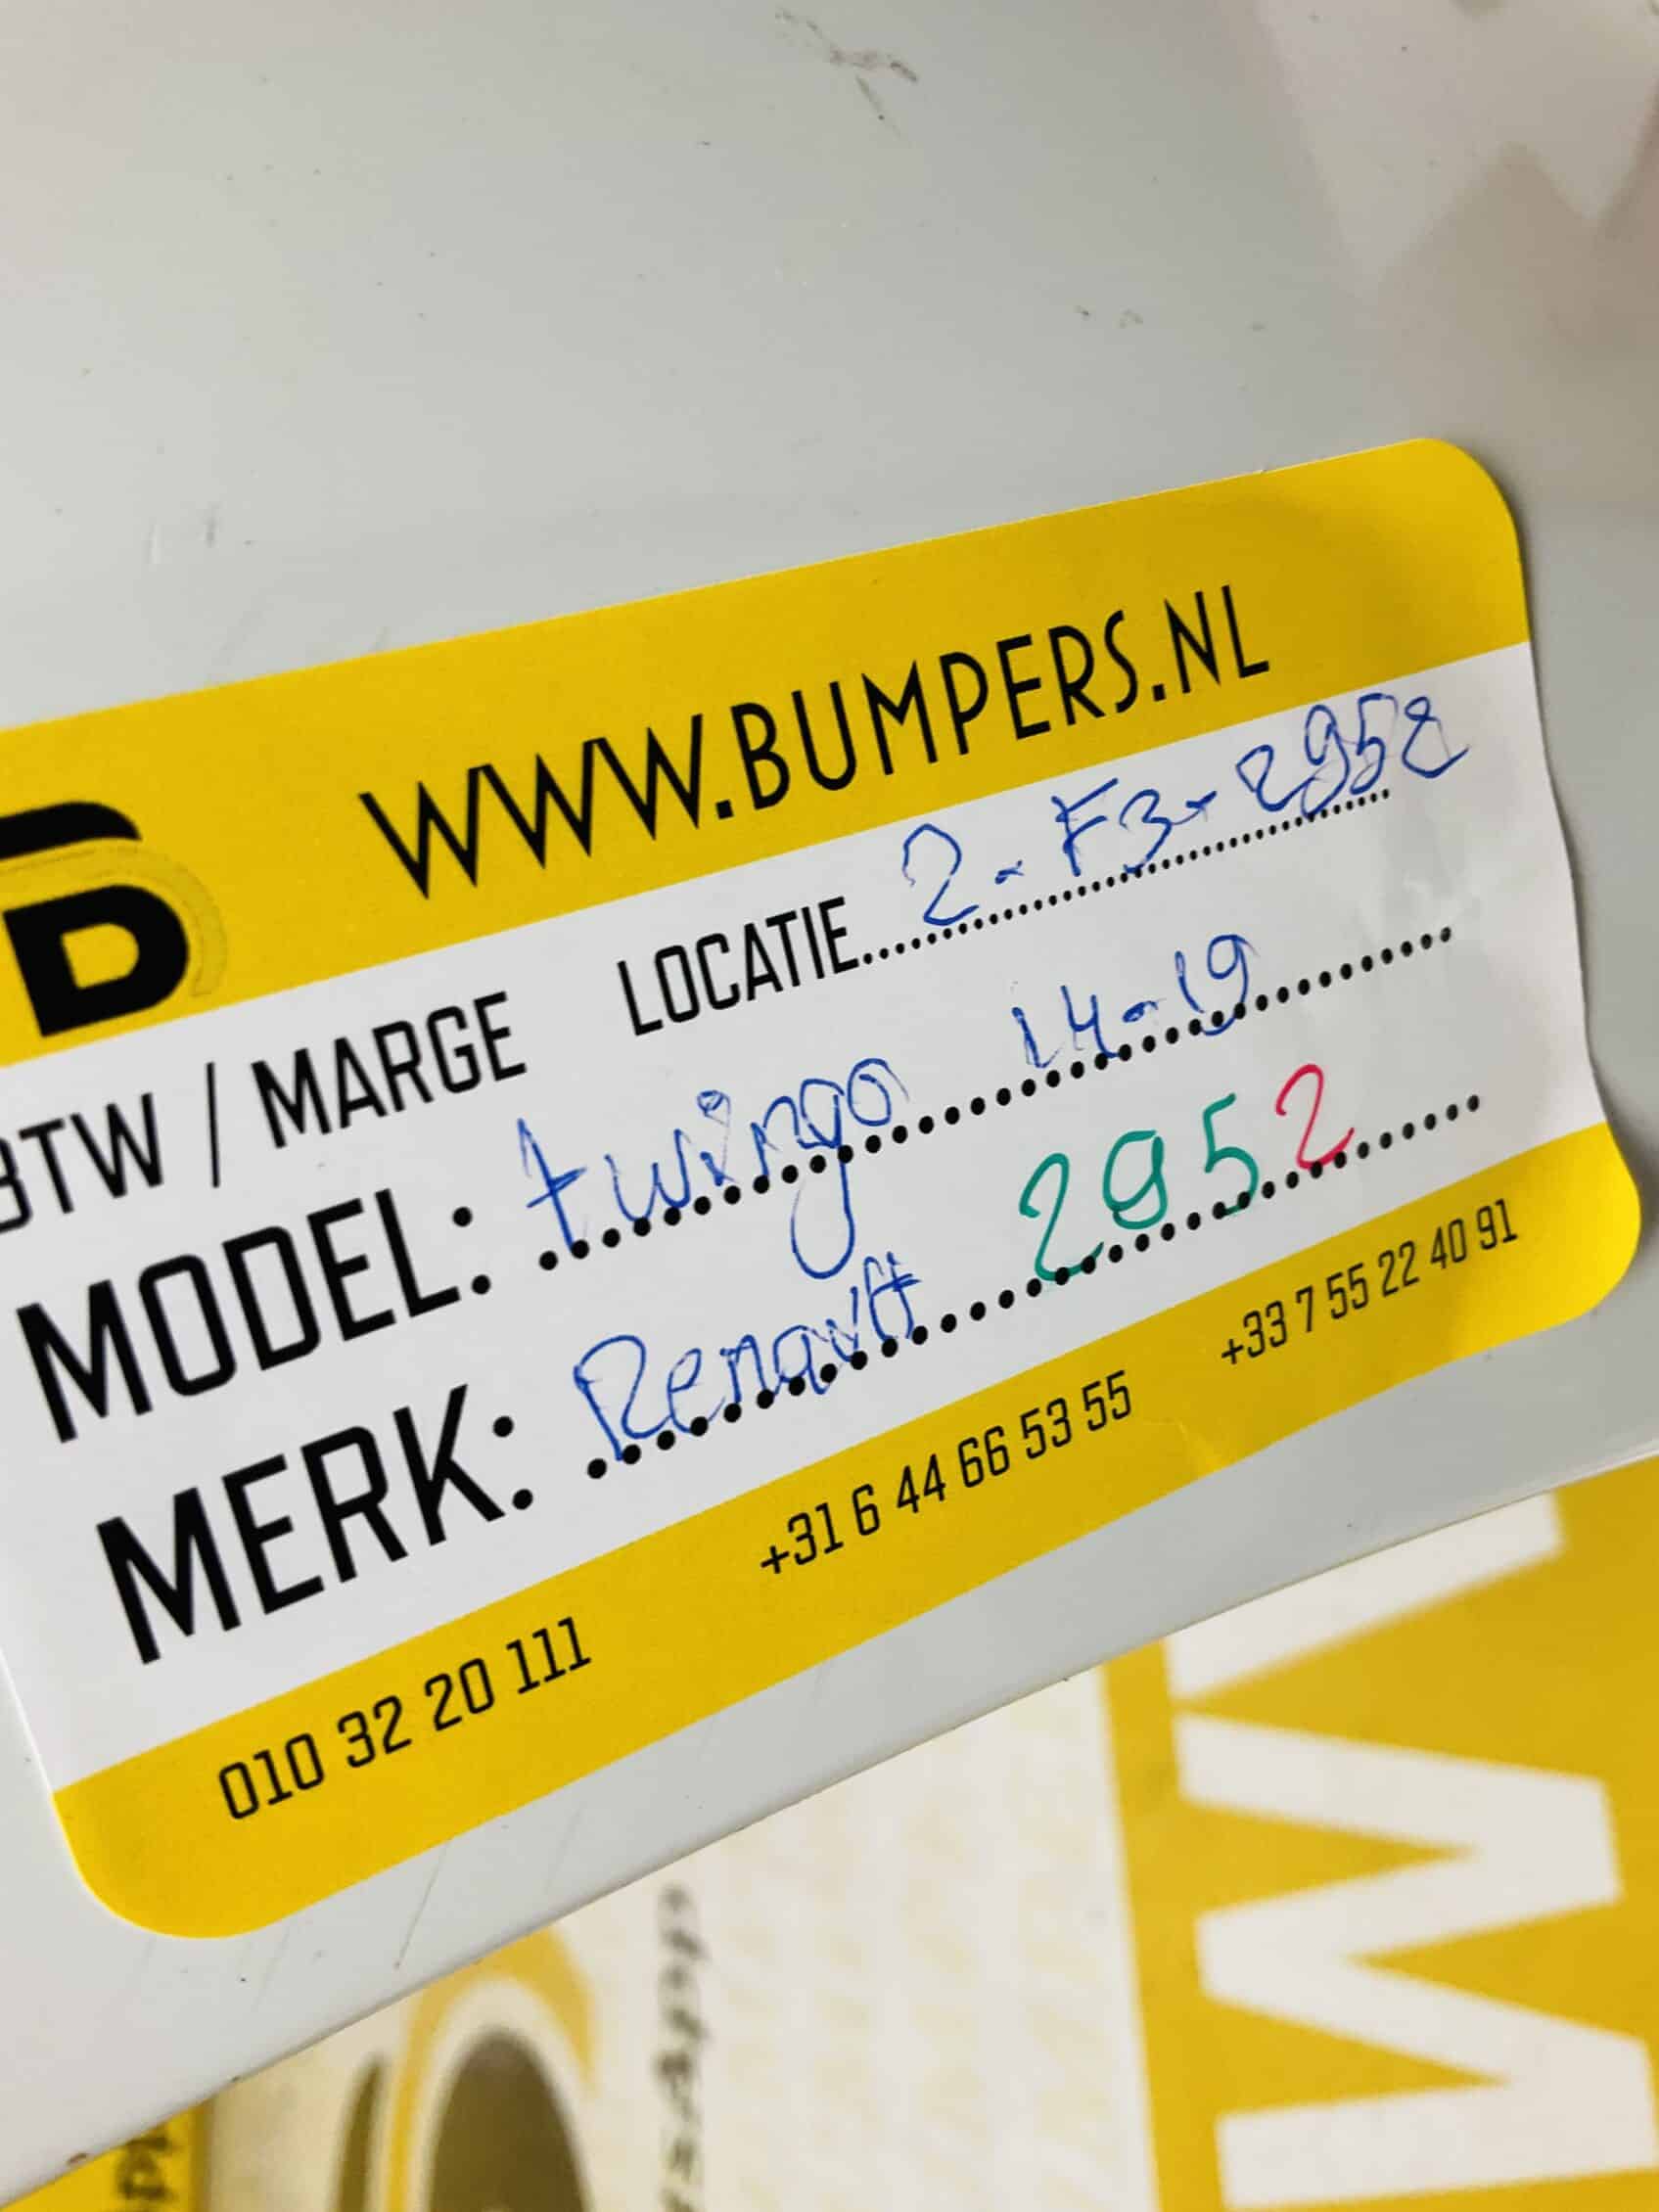 WWW.BUMPERS.NL
BTW / MARGE LOCATIE 2-F3-2952
MODEL: twingo 14-19
MERK: Renault 2952
010 32 20 111 +31 6 44 66 53 55 +33 7 55 22 40 91